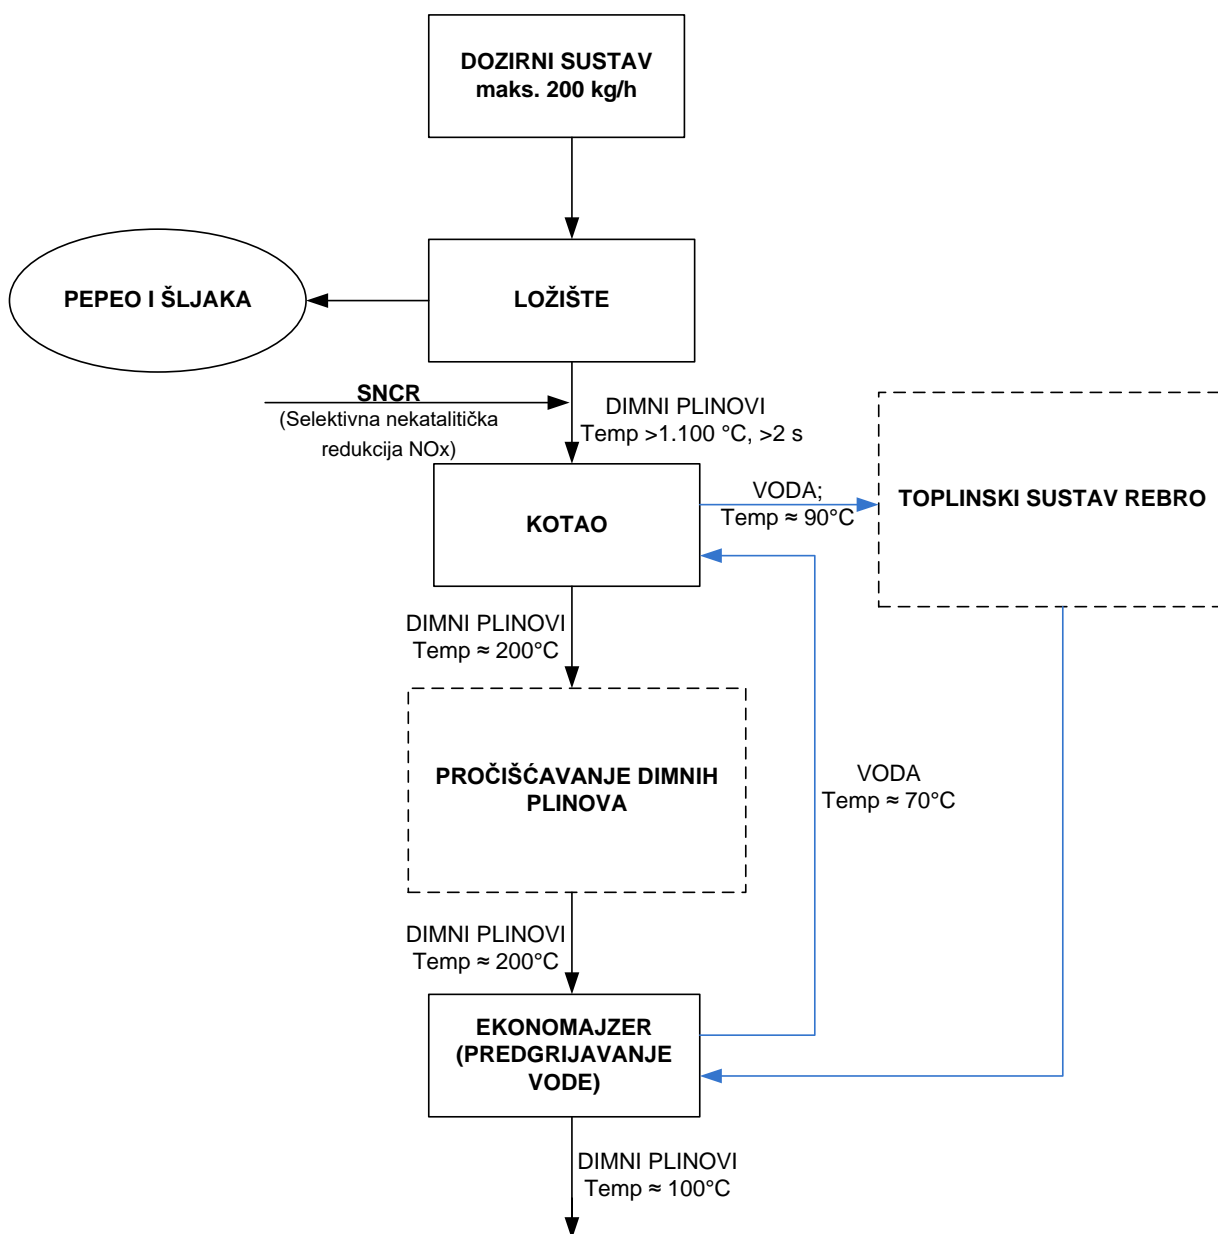 DOZIRNI SUSTAV
maks. 200 kg/h
PEPEO I ŠLJAKA
LOŽIŠTE
SNCR
(Selektivna nekatalitička
redukcija NOx)
DIMNI PLINOVI
Temp >1.100 °C, >2 s
KOTAO
VODA;
Temp ≈ 90°C
TOPLINSKI SUSTAV REBRO
DIMNI PLINOVI
Temp ≈ 200°C
PROČIŠĆAVANJE DIMNIH
PLINOVA
VODA
Temp ≈ 70°C
DIMNI PLINOVI
Temp ≈ 200°C
EKONOMAJZER
(PREDGRIJAVANJE
VODE)
DIMNI PLINOVI
Temp ≈ 100°C